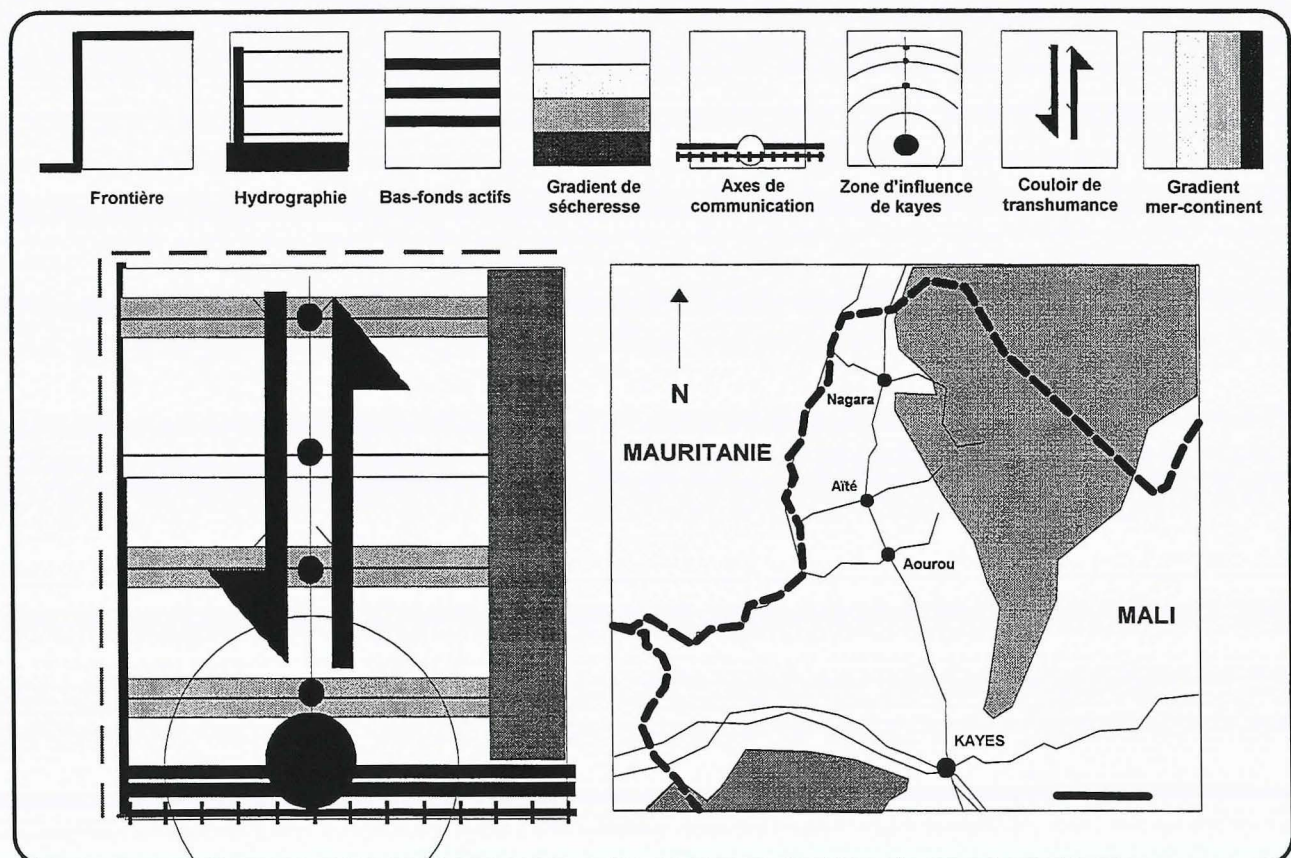 Frontière
Hydrographie
Bas-fonds actifs
Gradient de
sécheresse
Axes de
communication
Zone d'influence
de kayes
Couloir de
transhumance
Gradient
mer-continent
N
Nagara
MAURITANIE
Aïté
Aourou
MALI
KAYES